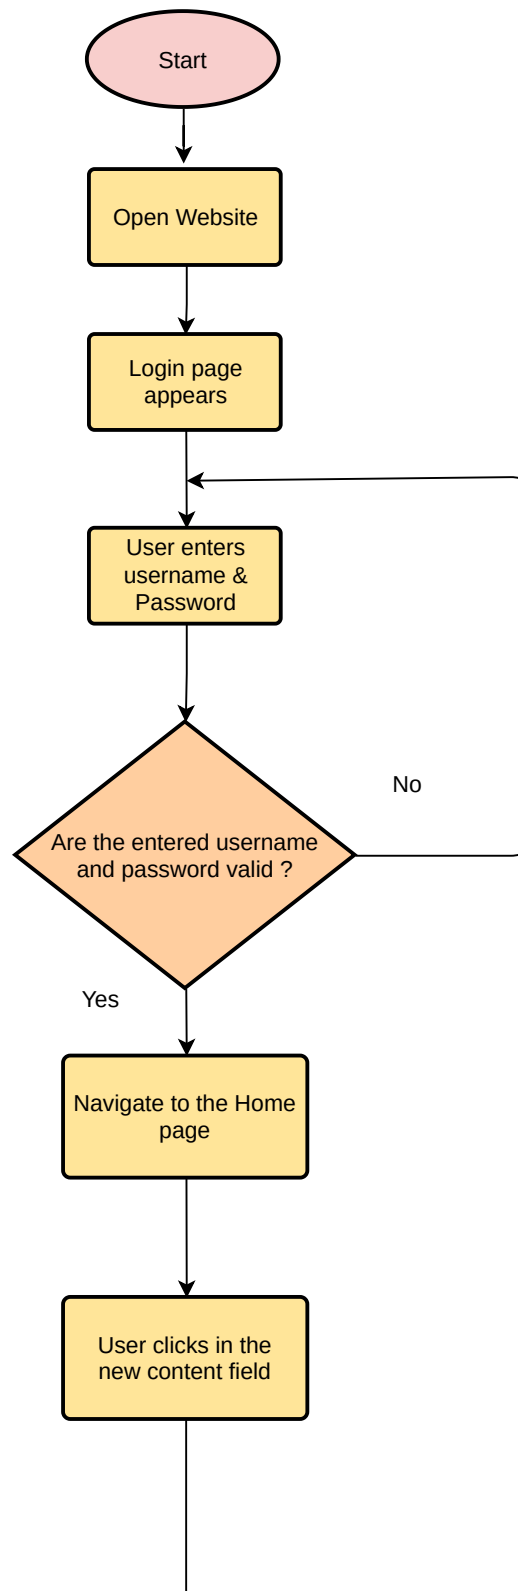 Start
Open Website
Login page
appears
User enters
username &
Password
No
Are the entered username
and password valid ?
Yes
Navigate to the Home
page
User clicks in the
new content field